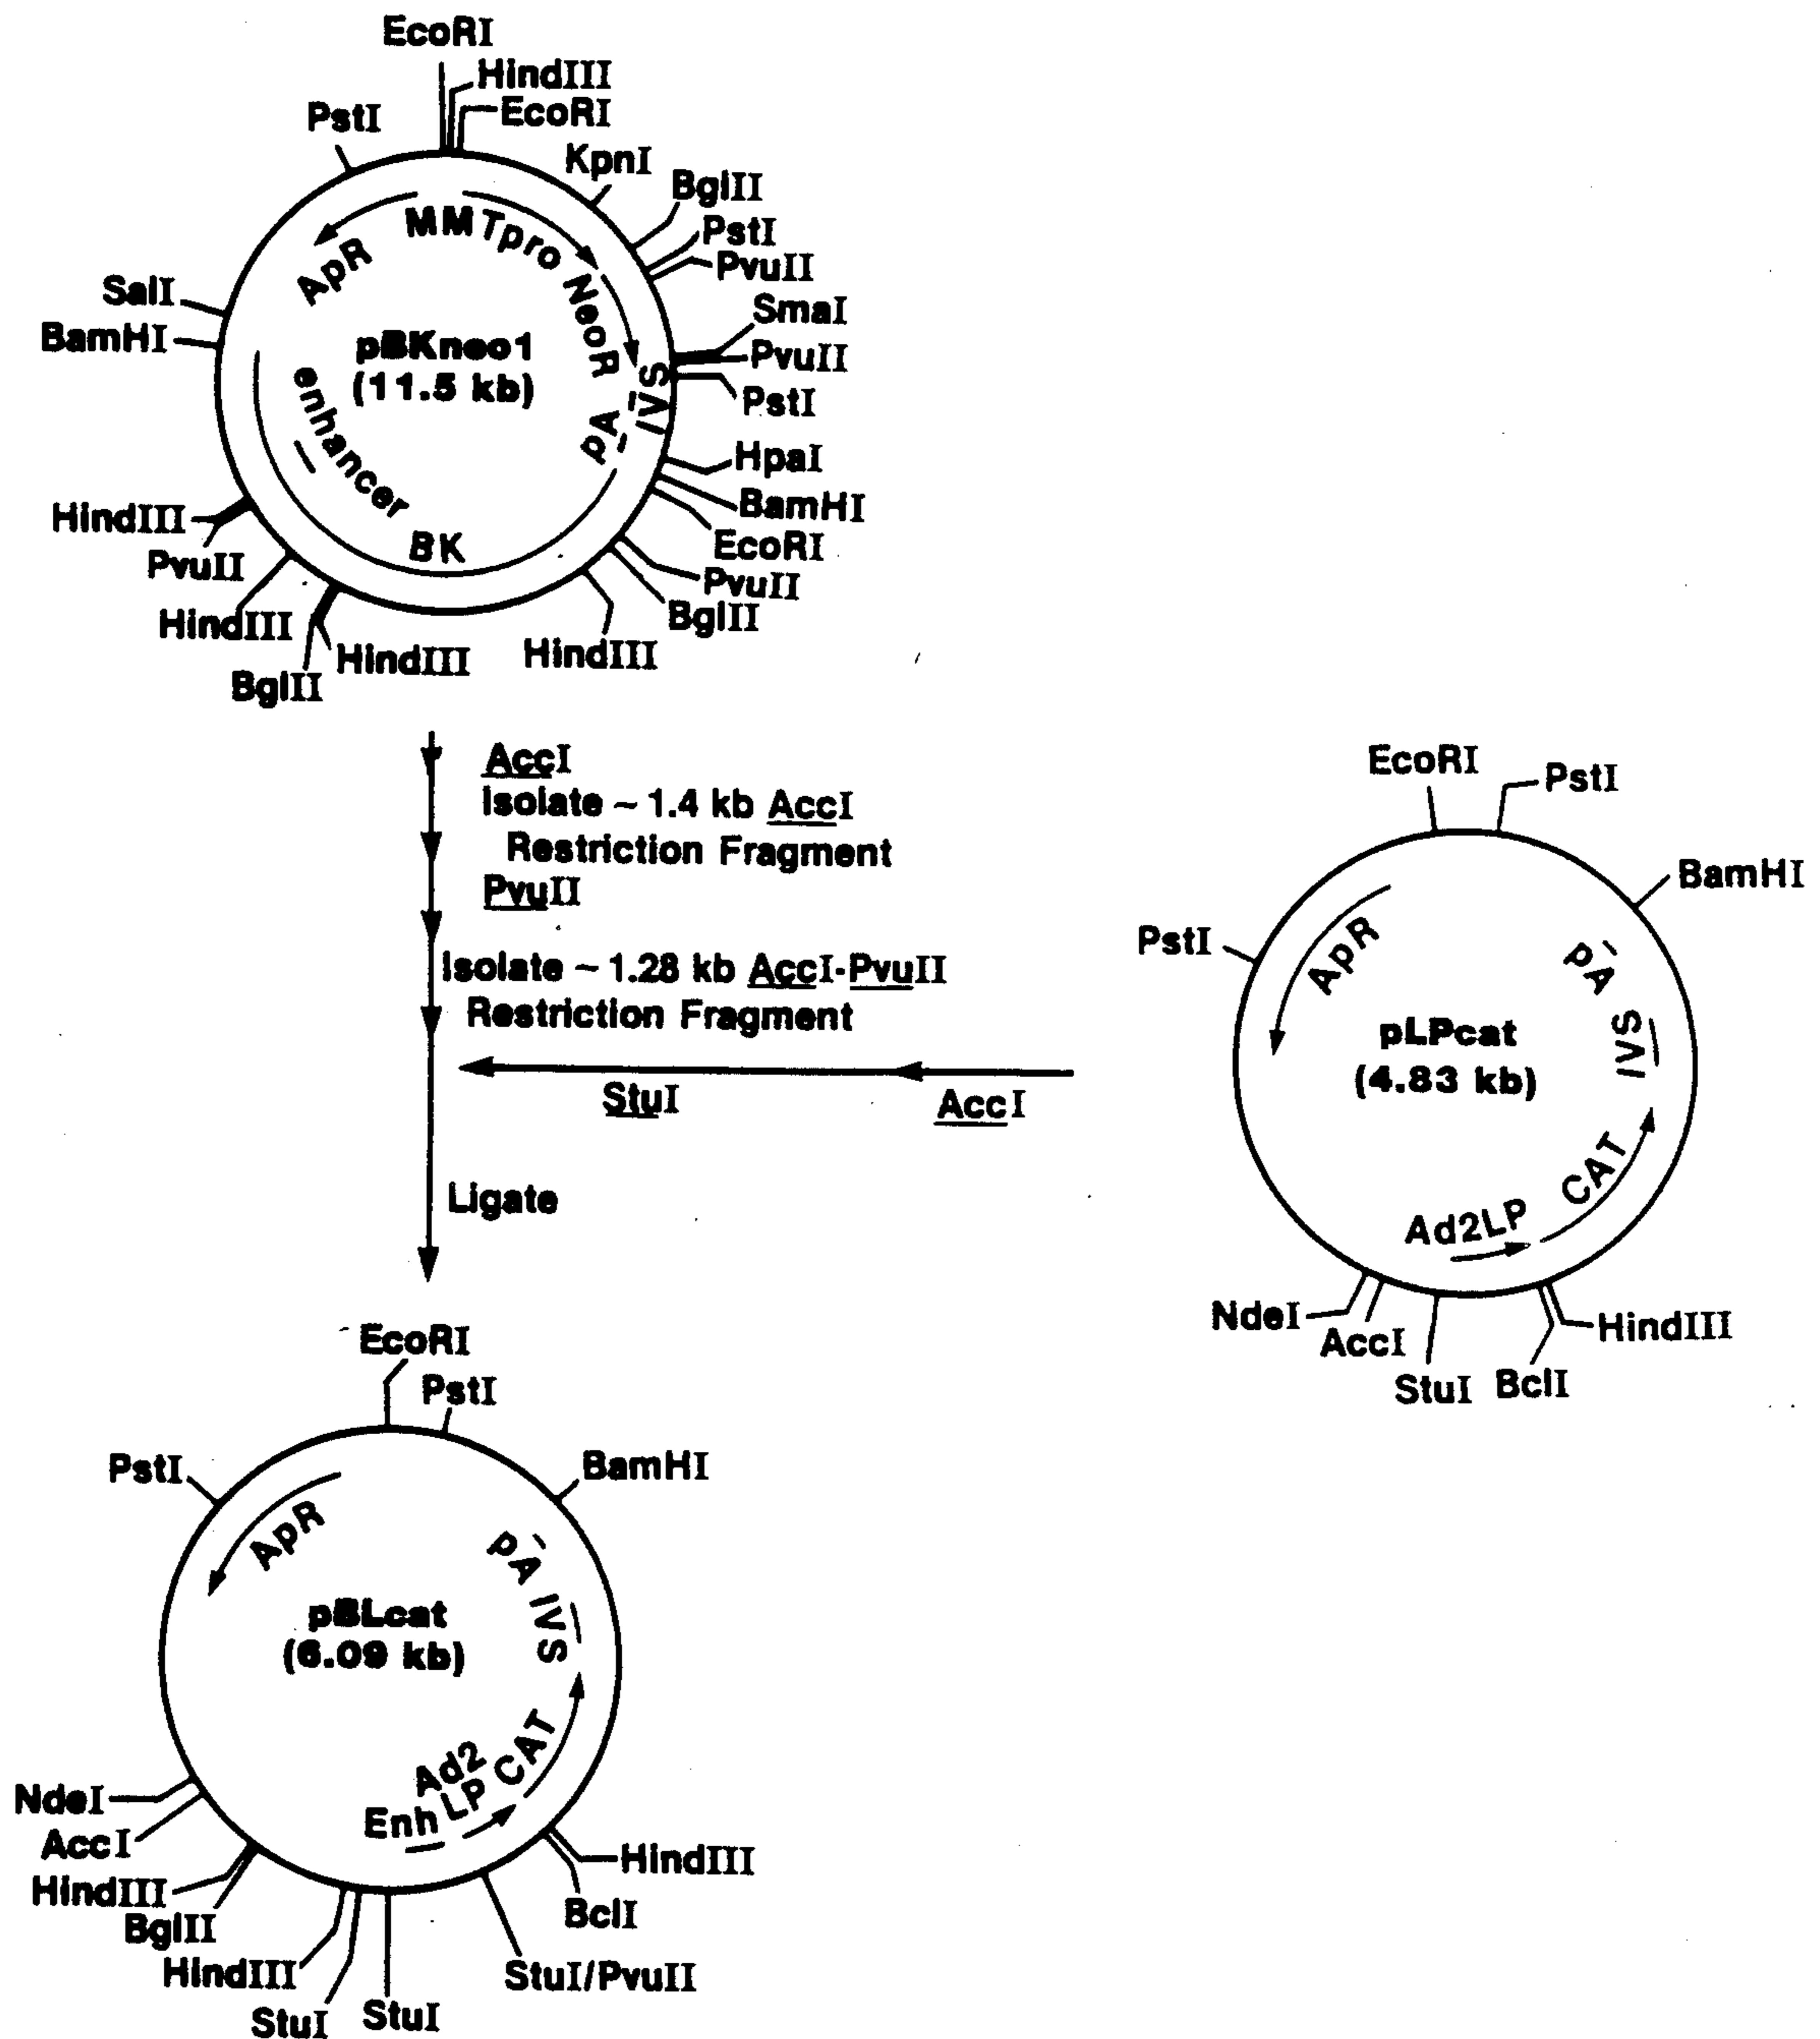 EcoRI
HindIII
EcoRI
PstI
KpnI
BglII
PstI
PvuII
SmaI
PvuII
PstI
HpaI
BamHI
EcoRI
PvuII
BglII
HindIII
HindIII
BglII
HindIII
PvuII
HindIII
BamHI
SalI
ApR
MMTpro
NeoR
IVS
pA
BK
enhancer
pBKneo1
(11.5 kb)
AccI
Isolate ~ 1.4 kb AccI
Restriction Fragment
PvuII
Isolate ~ 1.28 kb AccI-PvuII
Restriction Fragment
StuI
AccI
Ligate
EcoRI
PstI
BamHI
PstI
ApR
pA
IVS
pLPcat
(4.83 kb)
CAT
Ad2LP
NdeI
AccI
StuI
BclI
HindIII
EcoRI
PstI
PstI
BamHI
ApR
pA
IVS
pBLcat
(6.09 kb)
CAT
Ad2
LP
Enh
NdeI
AccI
HindIII
BglII
HindIII
StuI
StuI
StuI/PvuII
BclI
HindIII